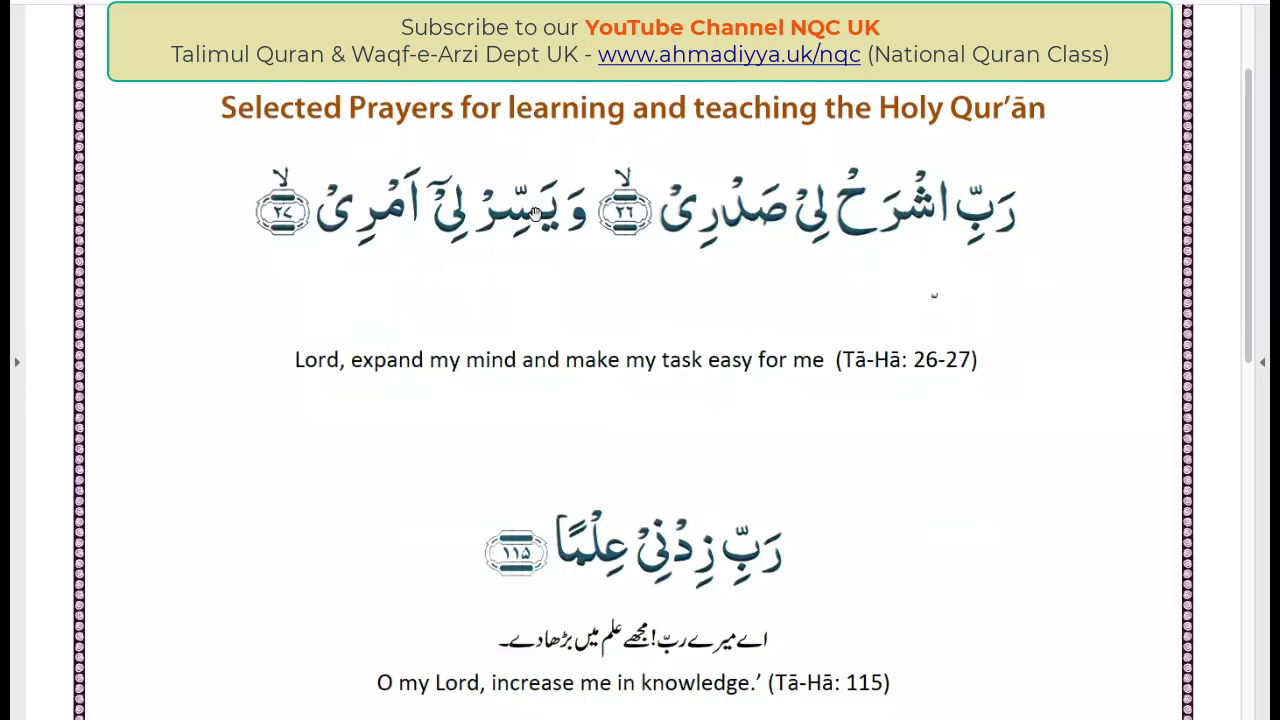 Subscribe to our YouTube Channel NQC UK
Talimul Quran & Waqf-e-Arzi Dept UK - www.ahmadiyya.uk/nqc (National Quran Class)
Selected Prayers for learning and teaching the Holy Qur’ān
رَبِّ اشْرَحْ لِيْ صَدْرِيْ ۙ﴿۲۶﴾ وَ يَسِّرْ لِيْۤ اَمْرِيْ ۙ﴿۲۷﴾
Lord, expand my mind and make my task easy for me (Tā-Hā: 26-27)
رَبِّ زِدْنِيْ عِلْمًا ﴿۱۱۵﴾
اے میرے ربّ! مجھے علم میں بڑھا دے۔
O my Lord, increase me in knowledge.’ (Tā-Hā: 115)